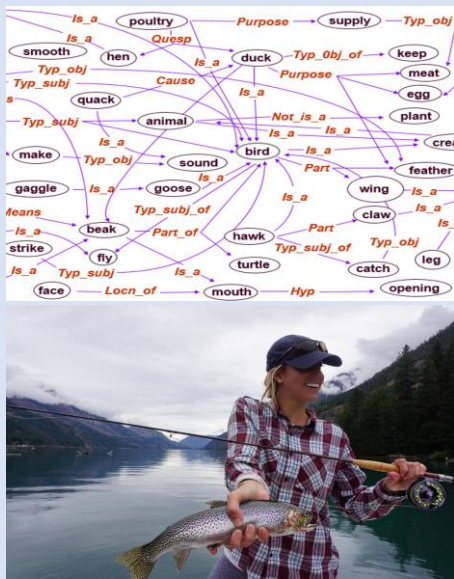 poultry Purpose supply Typ_obj
Is_a Quesp
smooth hen Is_a duck Typ_0bj_of keep
Typ_obj Cause Purpose meat
Typ_subj Is_a egg
quack
Typ_subj animal Not_is_a plant
Is_a Is_a Is_a
make Typ_obj sound bird Is_a
Part feather
gaggle Is_a goose Is_a wing Is_a
Means Typ_subj_of Is_a claw
beak Part_of hawk Part
Is_a Typ_subj_of Typ_obj Is_a
strike fly leg
Is_a Typ_subj Is_a turtle catch
face Locn_of mouth Hyp opening